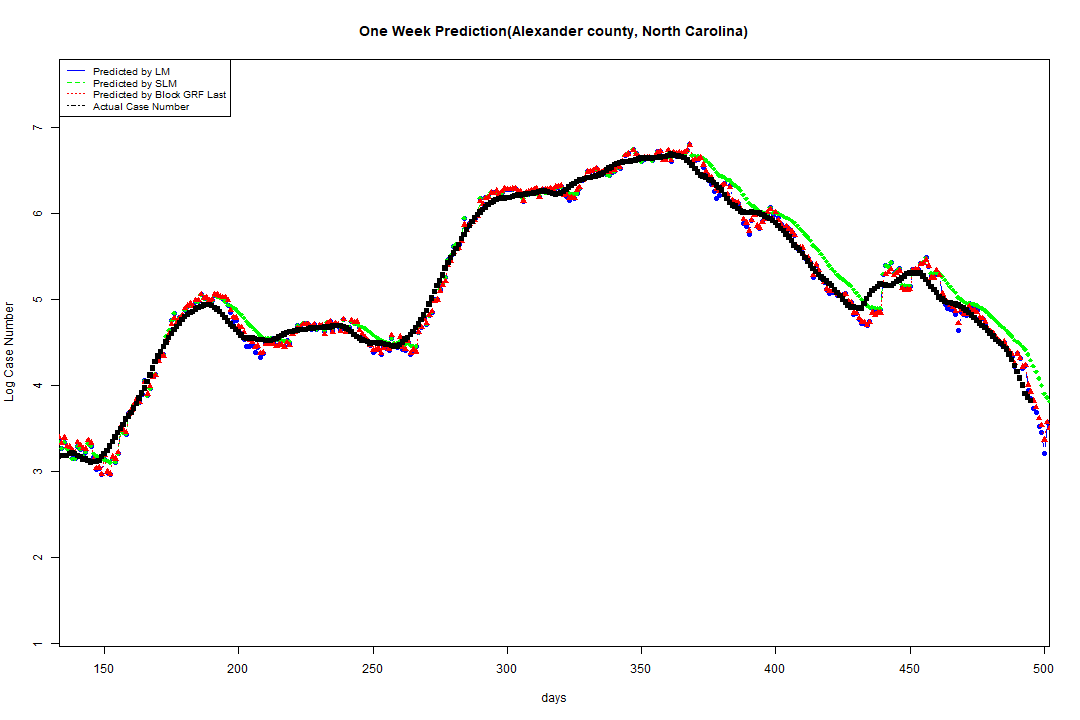 One Week Prediction(Alexander county, North Carolina)
Predicted by LM
Predicted by SLM
Predicted by Block GRF Last
Actual Case Number
Log Case Number
7
6
5
4
3
2
1
150 200 250 300 350 400 450 500
days